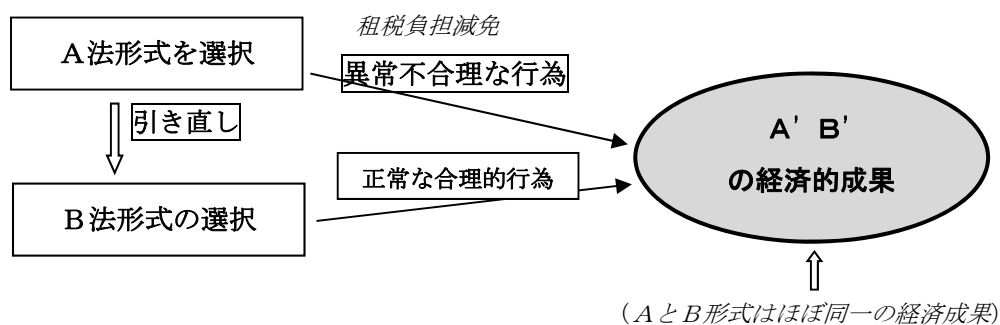 租税負担減免
A法形式を選択
異常不合理な行為
引き直し
A' B'
の経済的成果
正常な合理的行為
B法形式の選択
(AとB形式はほぼ同一の経済成果)